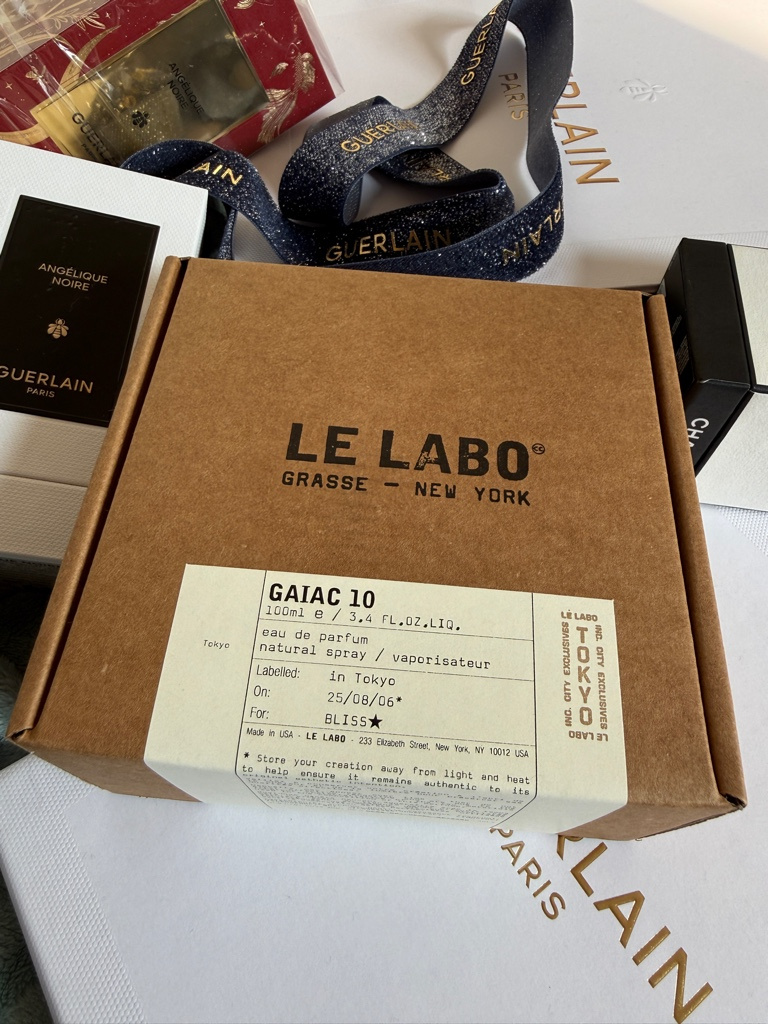 ANGÉLIQUE
NOIRE
GUERLAIN
GUERLAIN
GUERLAIN
GUERLAIN
PARIS
ANGÉLIQUE
NOIRE
GUERLAIN
PARIS
LE LABO
GRASSE — NEW YORK
GAIAC 10
100ml e / 3.4 FL.OZ.LIQ.
Tokyo
eau de parfum
natural spray / vaporisateur
Labelled: in Tokyo
On: 25/08/06*
For: BLISS★
Made in USA - LE LABO - 233 Elizabeth Street, New York, NY 10012 USA
* Store your creation away from light and heat
to help ensure it remains authentic to its
LE LABO
TOKYO
ING. CITY EXCLUSIVES
ING. CITY EXCLUSIVES
LE LABO
PARIS